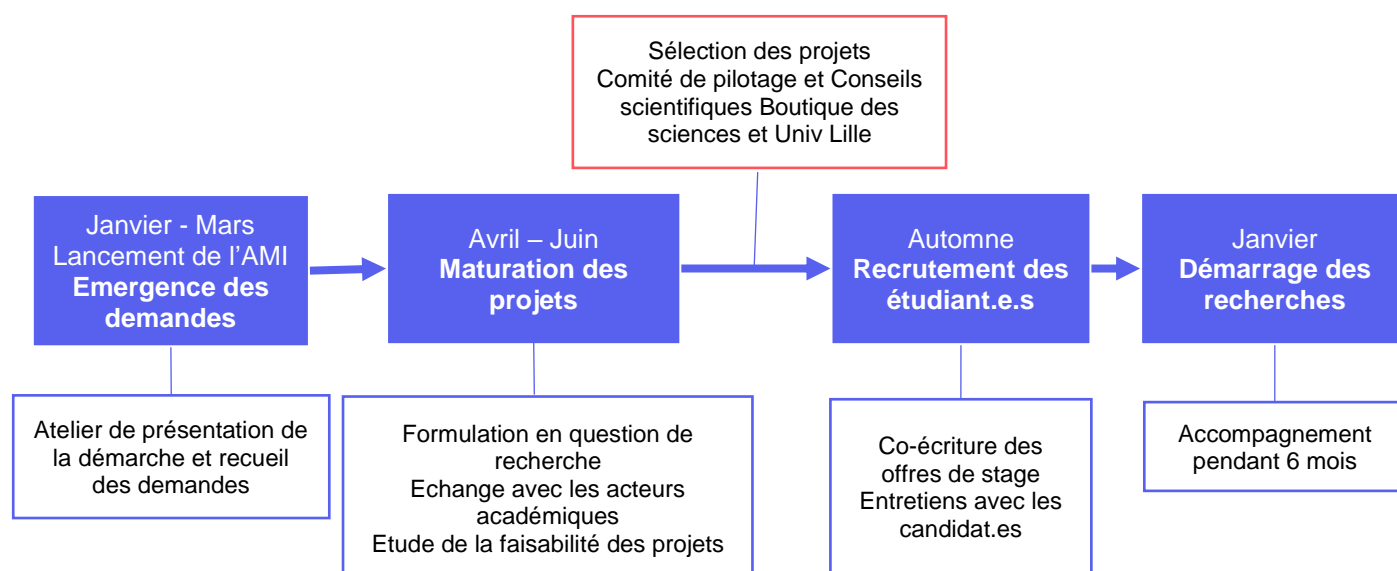 Sélection des projets
Comité de pilotage et Conseils
scientifiques Boutique des
sciences et Univ Lille
Janvier - Mars
Lancement de l’AMI
Emergence des
demandes
Avril – Juin
Maturation des
projets
Automne
Recrutement des
étudiant.e.s
Janvier
Démarrage des
recherches
Atelier de présentation de
la démarche et recueil
des demandes
Formulation en question de
recherche
Echange avec les acteurs
académiques
Etude de la faisabilité des projets
Co-écriture des
offres de stage
Entretiens avec les
candidat.es
Accompagnement
pendant 6 mois